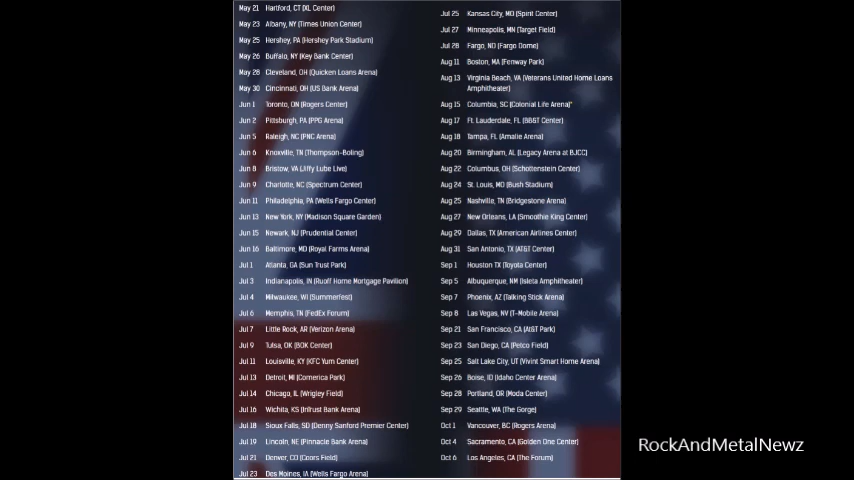 May 21 Hartford, CT (XL Center)
May 23 Albany, NY (Times Union Center)
May 25 Hershey, PA (Hershey Park Stadium)
May 26 Buffalo, NY (Key Bank Center)
May 28 Cleveland, OH (Quicken Loans Arena)
May 30 Cincinnati, OH (US Bank Arena)
Jun 1 Toronto, ON (Rogers Center)
Jun 2 Pittsburgh, PA (PPG Arena)
Jun 5 Raleigh, NC (PNC Arena)
Jun 6 Knoxville, TN (Thompson-Boling)
Jun 8 Bristow, VA (Jiffy Lube Live)
Jun 9 Charlotte, NC (Spectrum Center)
Jun 11 Philadelphia, PA (Wells Fargo Center)
Jun 13 New York, NY (Madison Square Garden)
Jun 15 Newark, NJ (Prudential Center)
Jun 16 Baltimore, MD (Royal Farms Arena)
Jul 1 Atlanta, GA (Sun Trust Park)
Jul 3 Indianapolis, IN (Ruoff Home Mortgage Pavilion)
Jul 4 Milwaukee, WI (Summerfest)
Jul 6 Memphis, TN (FedEx Forum)
Jul 7 Little Rock, AR (Verizon Arena)
Jul 9 Tulsa, OK (BOK Center)
Jul 11 Louisville, KY (KFC Yum Center)
Jul 13 Detroit, MI (Comerica Park)
Jul 14 Chicago, IL (Wrigley Field)
Jul 16 Wichita, KS (Intrust Bank Arena)
Jul 18 Sioux Falls, SD (Denny Sanford Premier Center)
Jul 19 Lincoln, NE (Pinnacle Bank Arena)
Jul 21 Denver, CO (Coors Field)
Jul 23 Des Moines, IA (Wells Fargo Arena)
Jul 25 Kansas City, MO (Sprint Center)
Jul 27 Minneapolis, MN (Target Field)
Jul 28 Fargo, ND (Fargo Dome)
Aug 11 Boston, MA (Fenway Park)
Aug 13 Virginia Beach, VA (Veterans United Home Loans
Amphitheater)
Aug 15 Columbia, SC (Colonial Life Arena)*
Aug 17 Ft. Lauderdale, FL (BB&T Center)
Aug 18 Tampa, FL (Amalie Arena)
Aug 20 Birmingham, AL (Legacy Arena at BJCC)
Aug 22 Columbus, OH (Schottenstein Center)
Aug 24 St. Louis, MO (Bush Stadium)
Aug 25 Nashville, TN (Bridgestone Arena)
Aug 27 New Orleans, LA (Smoothie King Center)
Aug 29 Dallas, TX (American Airlines Center)
Aug 31 San Antonio, TX (AT&T Center)
Sep 1 Houston TX (Toyota Center)
Sep 5 Albuquerque, NM (Isleta Amphitheater)
Sep 7 Phoenix, AZ (Talking Stick Arena)
Sep 8 Las Vegas, NV (T-Mobile Arena)
Sep 21 San Francisco, CA (At&t Park)
Sep 23 San Diego, CA (Petco Field)
Sep 25 Salt Lake City, UT (Vivint Smart Home Arena)
Sep 26 Boise, ID (Idaho Center Arena)
Sep 28 Portland, OR (Moda Center)
Sep 29 Seattle, WA (The Gorge)
Oct 1 Vancouver, BC (Rogers Arena)
Oct 4 Sacramento, CA (Golden One Center)
Oct 6 Los Angeles, CA (The Forum)
RockAndMetalNewz